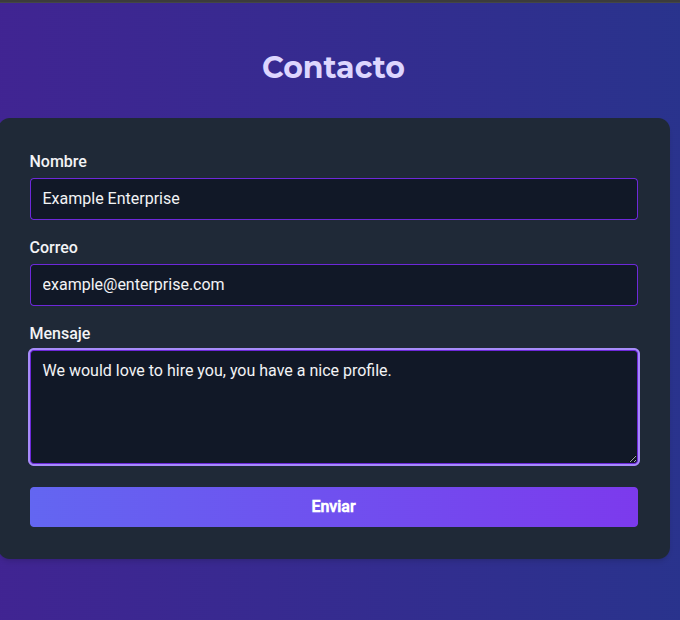 Contacto
Nombre
Example Enterprise
Correo
example@enterprise.com
Mensaje
We would love to hire you, you have a nice profile.
Enviar